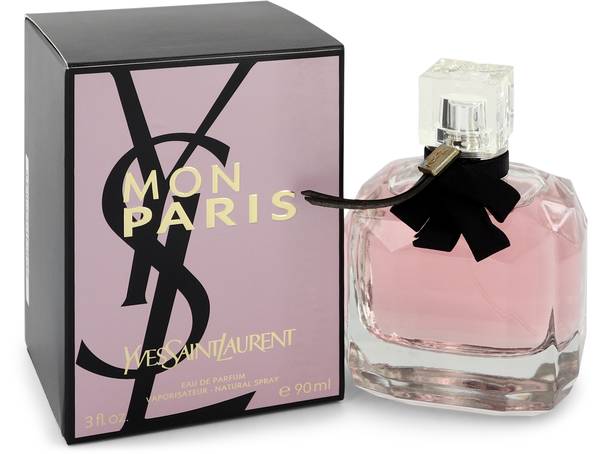 YSL
MON
PARIS
YVESSAINTLAURENT
EAU DE PARFUM
VAPORISATEUR - NATURAL SPRAY
3 fl. oz. e 90 ml